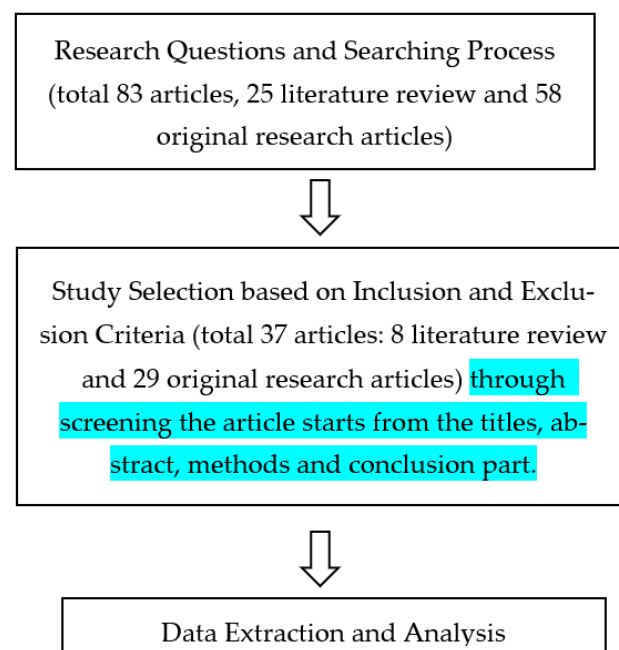 Research Questions and Searching Process
(total 83 articles, 25 literature review and 58
original research articles)
Study Selection based on Inclusion and Exclu-
sion Criteria (total 37 articles: 8 literature review
and 29 original research articles) through
screening the article starts from the titles, ab-
stract, methods and conclusion part.
Data Extraction and Analysis